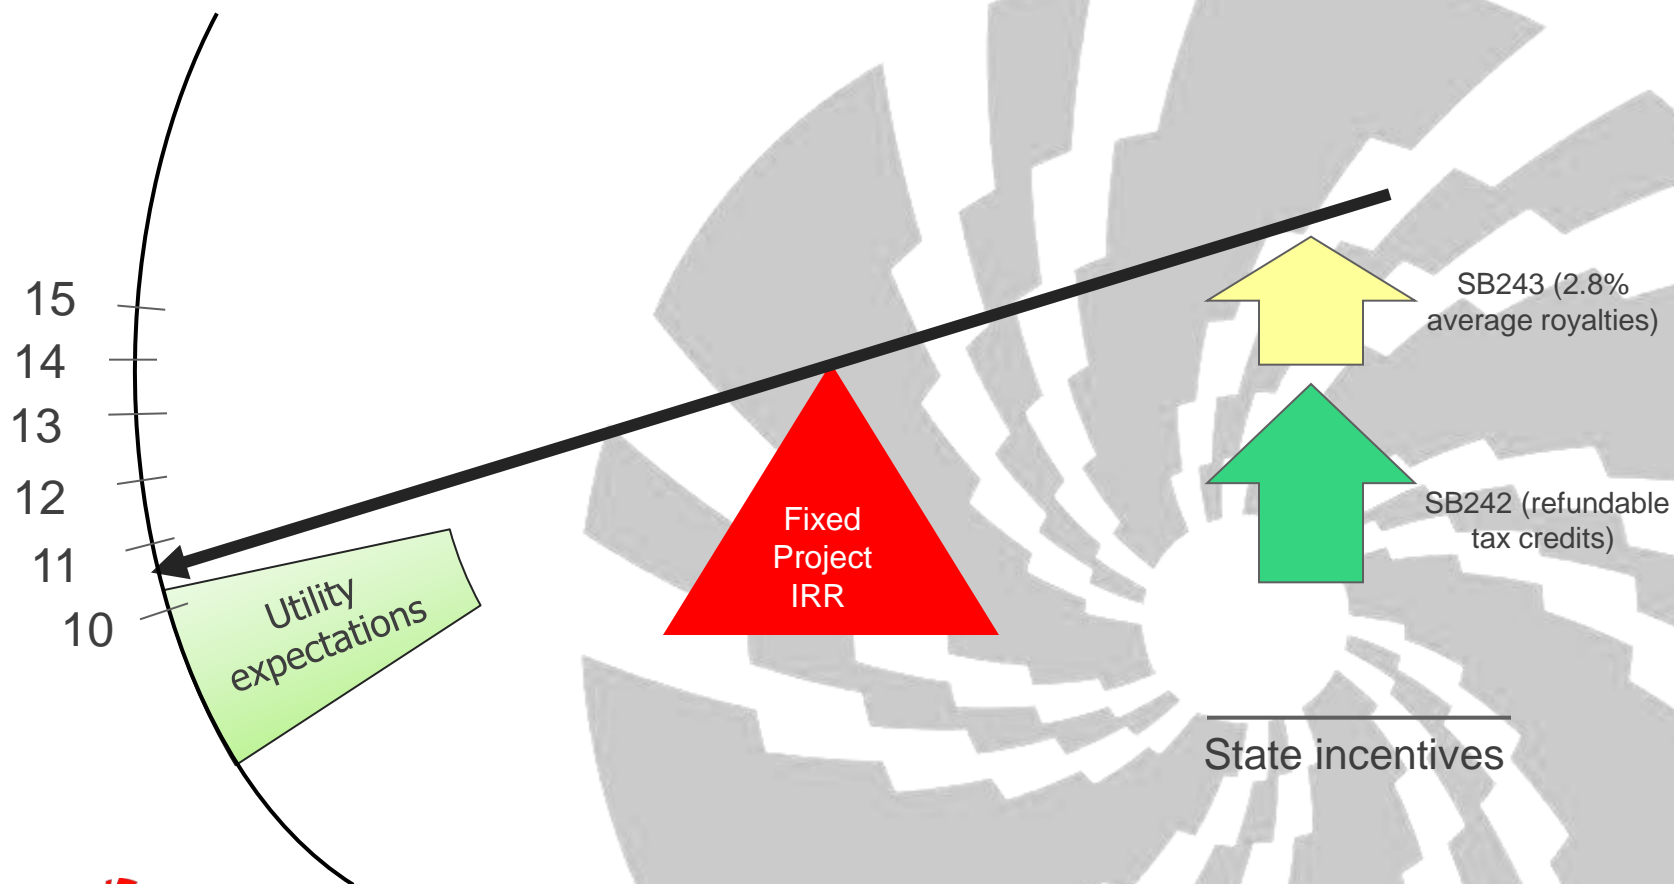 15
14
13
12
11
10
Utility
expectations
Fixed
Project
IRR
SB243 (2.8%
average royalties)
SB242 (refundable
tax credits)
State incentives